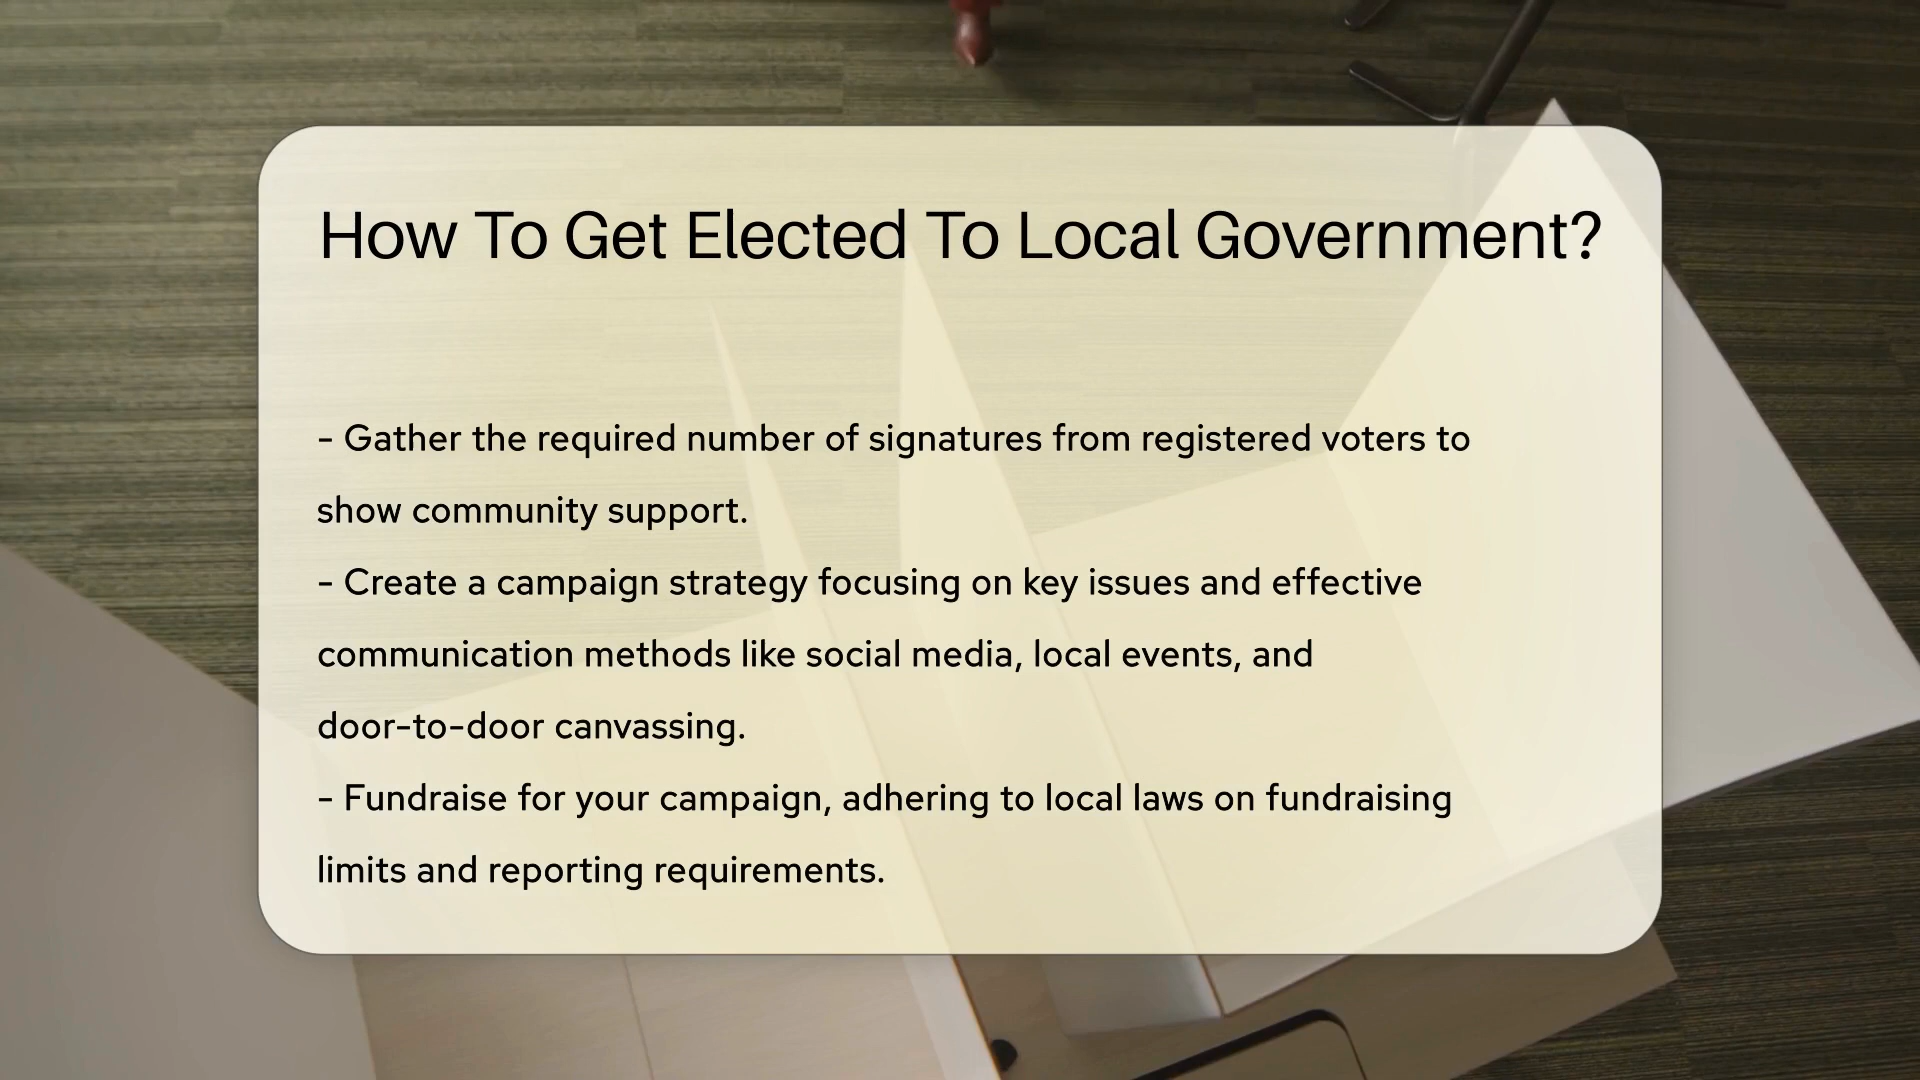 How To Get Elected To Local Government?
- Gather the required number of signatures from registered voters to
show community support.
- Create a campaign strategy focusing on key issues and effective
communication methods like social media, local events, and
door-to-door canvassing.
- Fundraise for your campaign, adhering to local laws on fundraising
limits and reporting requirements.